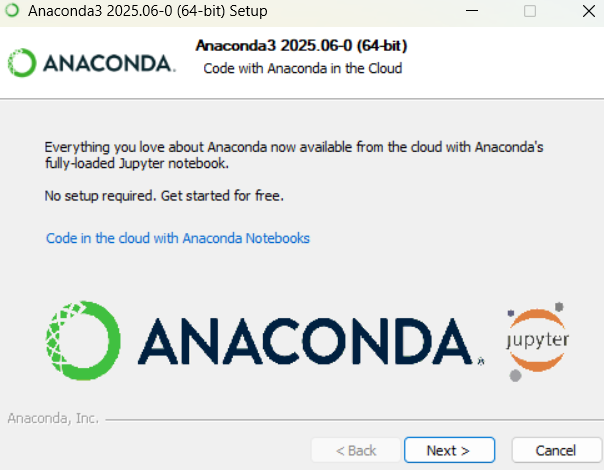 Anaconda3 2025.06-0 (64-bit) Setup
ANACONDA.
Anaconda3 2025.06-0 (64-bit)
Code with Anaconda in the Cloud
Everything you love about Anaconda now available from the cloud with Anaconda's
fully-loaded Jupyter notebook.
No setup required. Get started for free.
Code in the cloud with Anaconda Notebooks
ANACONDA.
jupyter
Anaconda, Inc.
< Back
Next >
Cancel